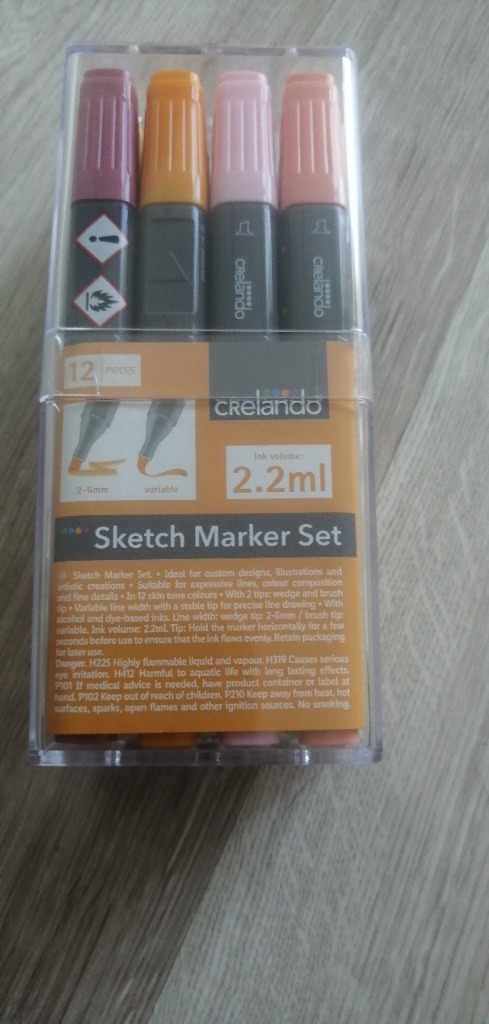 crelando
crelando
12 PIECES
crelando
2-6mm
variable
Ink volume:
2.2ml
Sketch Marker Set
Sketch Marker Set. • Ideal for custom designs, illustrations and
artistic creations • Suitable for expressive lines, colour composition
and fine details • In 12 skin tone colours • With 2 tips: wedge and brush
tip • Variable line width with a stable tip for precise line drawing • With
alcohol and dye-based inks. Line width: wedge tip: 2-6mm / brush tip:
variable. Ink volume: 2.2ml. Tip: Hold the marker horizontally for a few
seconds before use to ensure that the ink flows evenly. Retain packaging
for later use.
Danger. H225 Highly flammable liquid and vapour. H319 Causes serious
eye irritation. H412 Harmful to aquatic life with long lasting effects.
P101 If medical advice is needed, have product container or label at
hand. P102 Keep out of reach of children. P210 Keep away from heat, hot
surfaces, sparks, open flames and other ignition sources. No smoking.